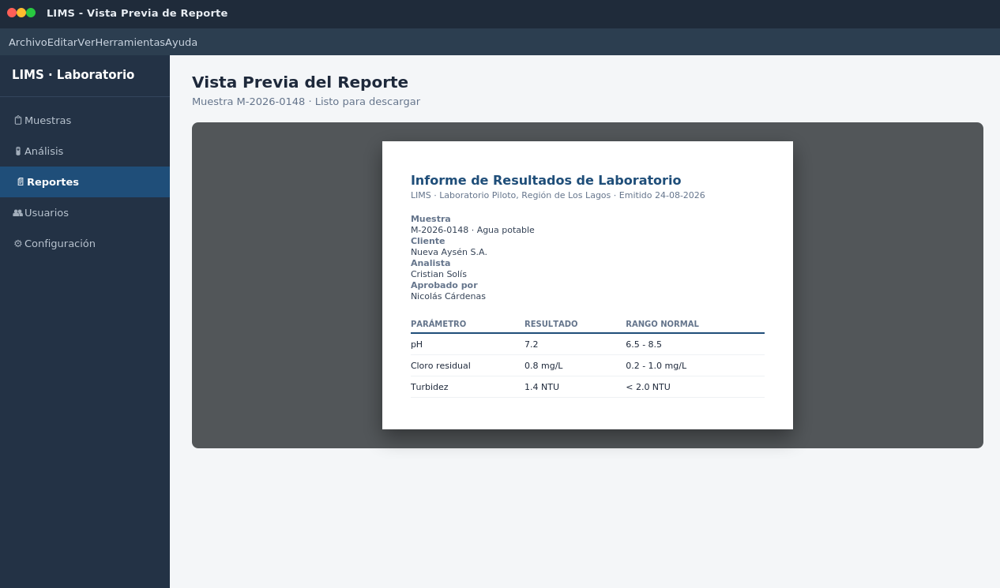 LIMS - Vista Previa de Reporte
ArchivoEditarVerHerramientasAyuda
LIMS · Laboratorio
Muestras
Análisis
Reportes
Usuarios
Configuración
Vista Previa del Reporte
Muestra M-2026-0148 · Listo para descargar
Informe de Resultados de Laboratorio
LIMS · Laboratorio Piloto, Región de Los Lagos · Emitido 24-08-2026
Muestra
M-2026-0148 · Agua potable
Cliente
Nueva Aysén S.A.
Analista
Cristian Solís
Aprobado por
Nicolás Cárdenas
PARÁMETRO RESULTADO RANGO NORMAL
pH 7.2 6.5 - 8.5
Cloro residual 0.8 mg/L 0.2 - 1.0 mg/L
Turbidez 1.4 NTU < 2.0 NTU